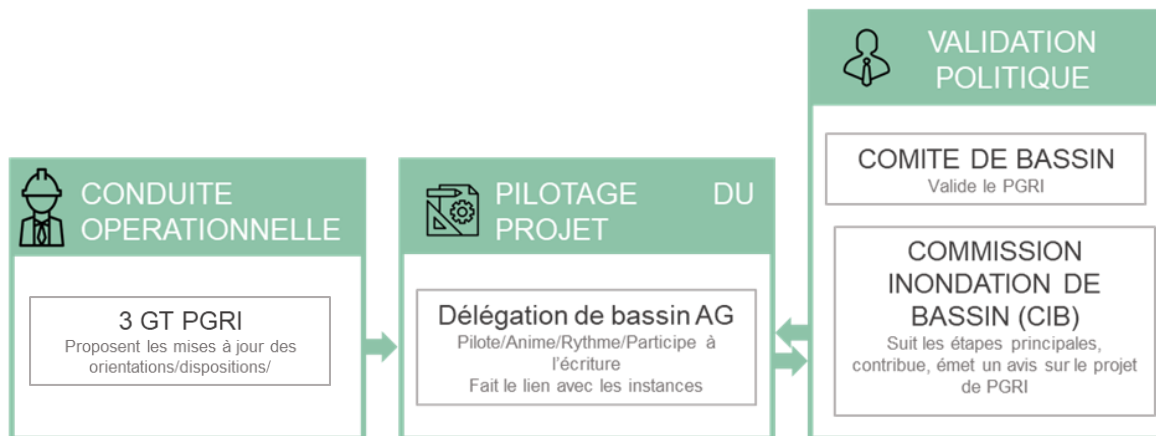 CONDUITE
OPERATIONNELLE
3 GT PGRI
Proposent les mises à jour des
orientations/dispositions/
PILOTAGE DU
PROJET
Délégation de bassin AG
Pilote/Anime/Rythme/Participe à
l'écriture
Fait le lien avec les instances
VALIDATION
POLITIQUE
COMITE DE BASSIN
Valide le PGRI
COMMISSION
INONDATION DE
BASSIN (CIB)
Suit les étapes principales,
contribue, émet un avis sur le projet
de PGRI